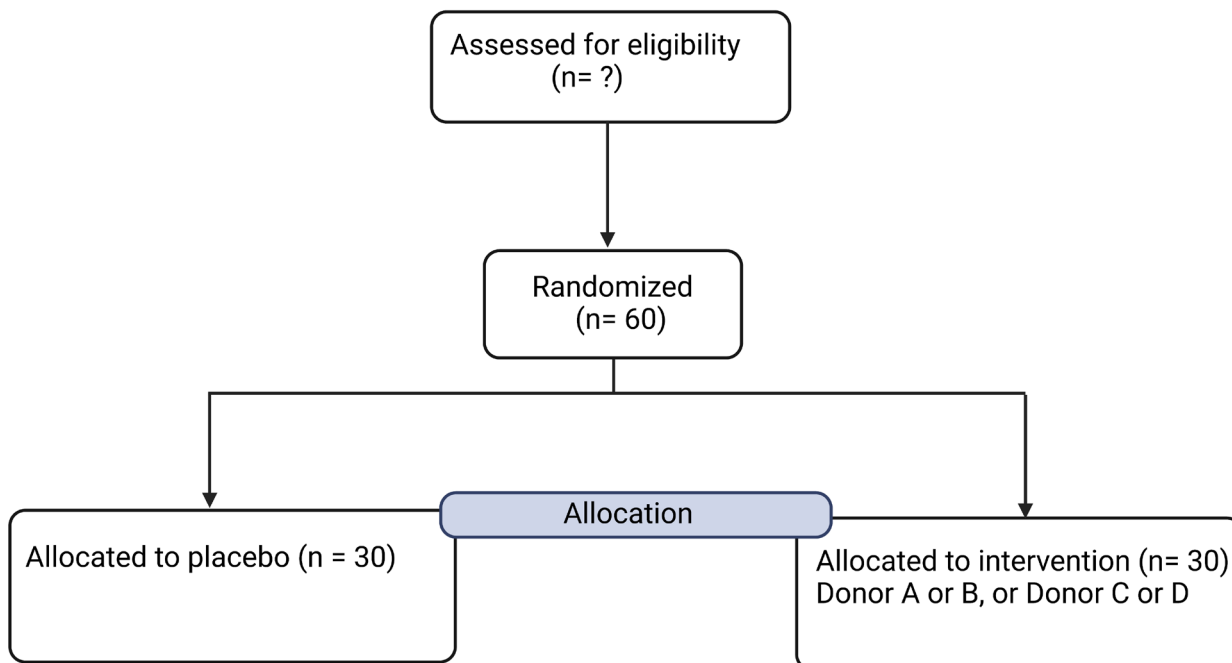 Assessed for eligibility
(n= ?)
Randomized
(n= 60)
Allocation
Allocated to placebo (n = 30)
Allocated to intervention (n= 30)
Donor A or B, or Donor C or D